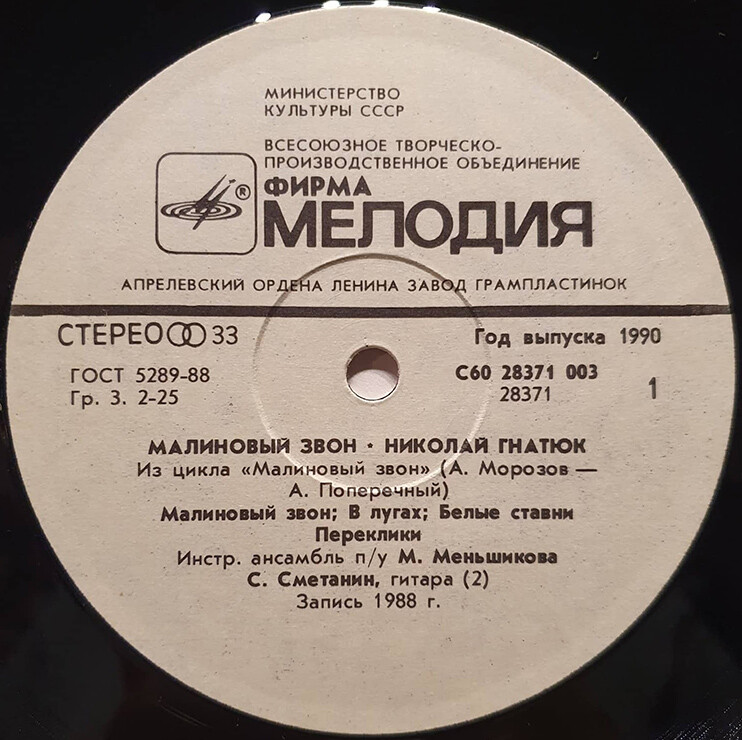 МИНИСТЕРСТВО
КУЛЬТУРЫ СССР
ВСЕСОЮЗНОЕ ТВОРЧЕСКО-
ПРОИЗВОДСТВЕННОЕ ОБЪЕДИНЕНИЕ
®
ФИРМА
МЕЛОДИЯ
АПРЕЛЕВСКИЙ ОРДЕНА ЛЕНИНА ЗАВОД ГРАМПЛАСТИНОК
СТЕРЕО 33
Год выпуска 1990
ГОСТ 5289-88
С60 28371 003
Гр. 3. 2-25
28371
1
МАЛИНОВЫЙ ЗВОН • НИКОЛАЙ ГНАТЮК
Из цикла «Малиновый звон» (А. Морозов —
А. Поперечный)
Малиновый звон; В лугах; Белые ставни
Переклики
Инстр. ансамбль п/у М. Меньшикова
С. Сметанин, гитара (2)
Запись 1988 г.